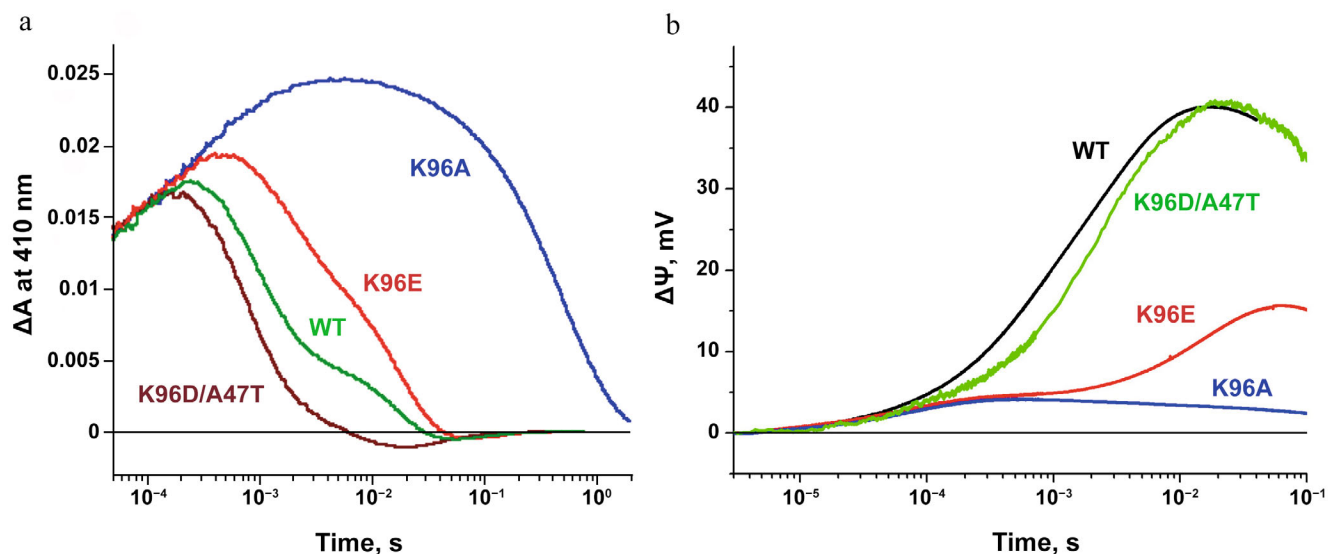 a
ΔA at 410 nm
0.025
0.02
0.015
0.01
0.005
0
K96A
K96E
WT
K96D/A47T
10⁻⁴
10⁻³
10⁻²
10⁻¹
10⁰
Time, s
b
ΔΨ, mV
40
30
20
10
0
WT
K96D/A47T
K96E
K96A
10⁻⁵
10⁻⁴
10⁻³
10⁻²
10⁻¹
Time, s